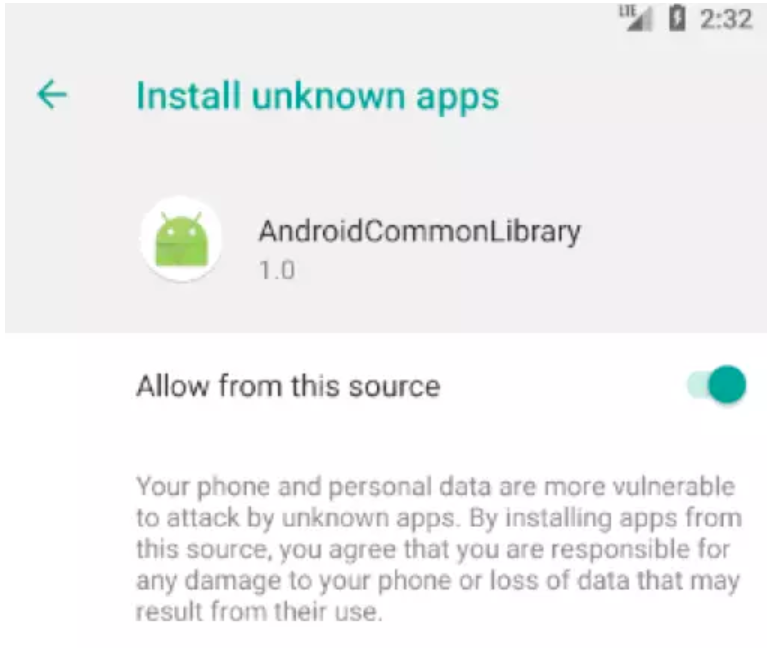 LTE 2:32
Install unknown apps
AndroidCommonLibrary
1.0
Allow from this source
Your phone and personal data are more vulnerable
to attack by unknown apps. By installing apps from
this source, you agree that you are responsible for
any damage to your phone or loss of data that may
result from their use.